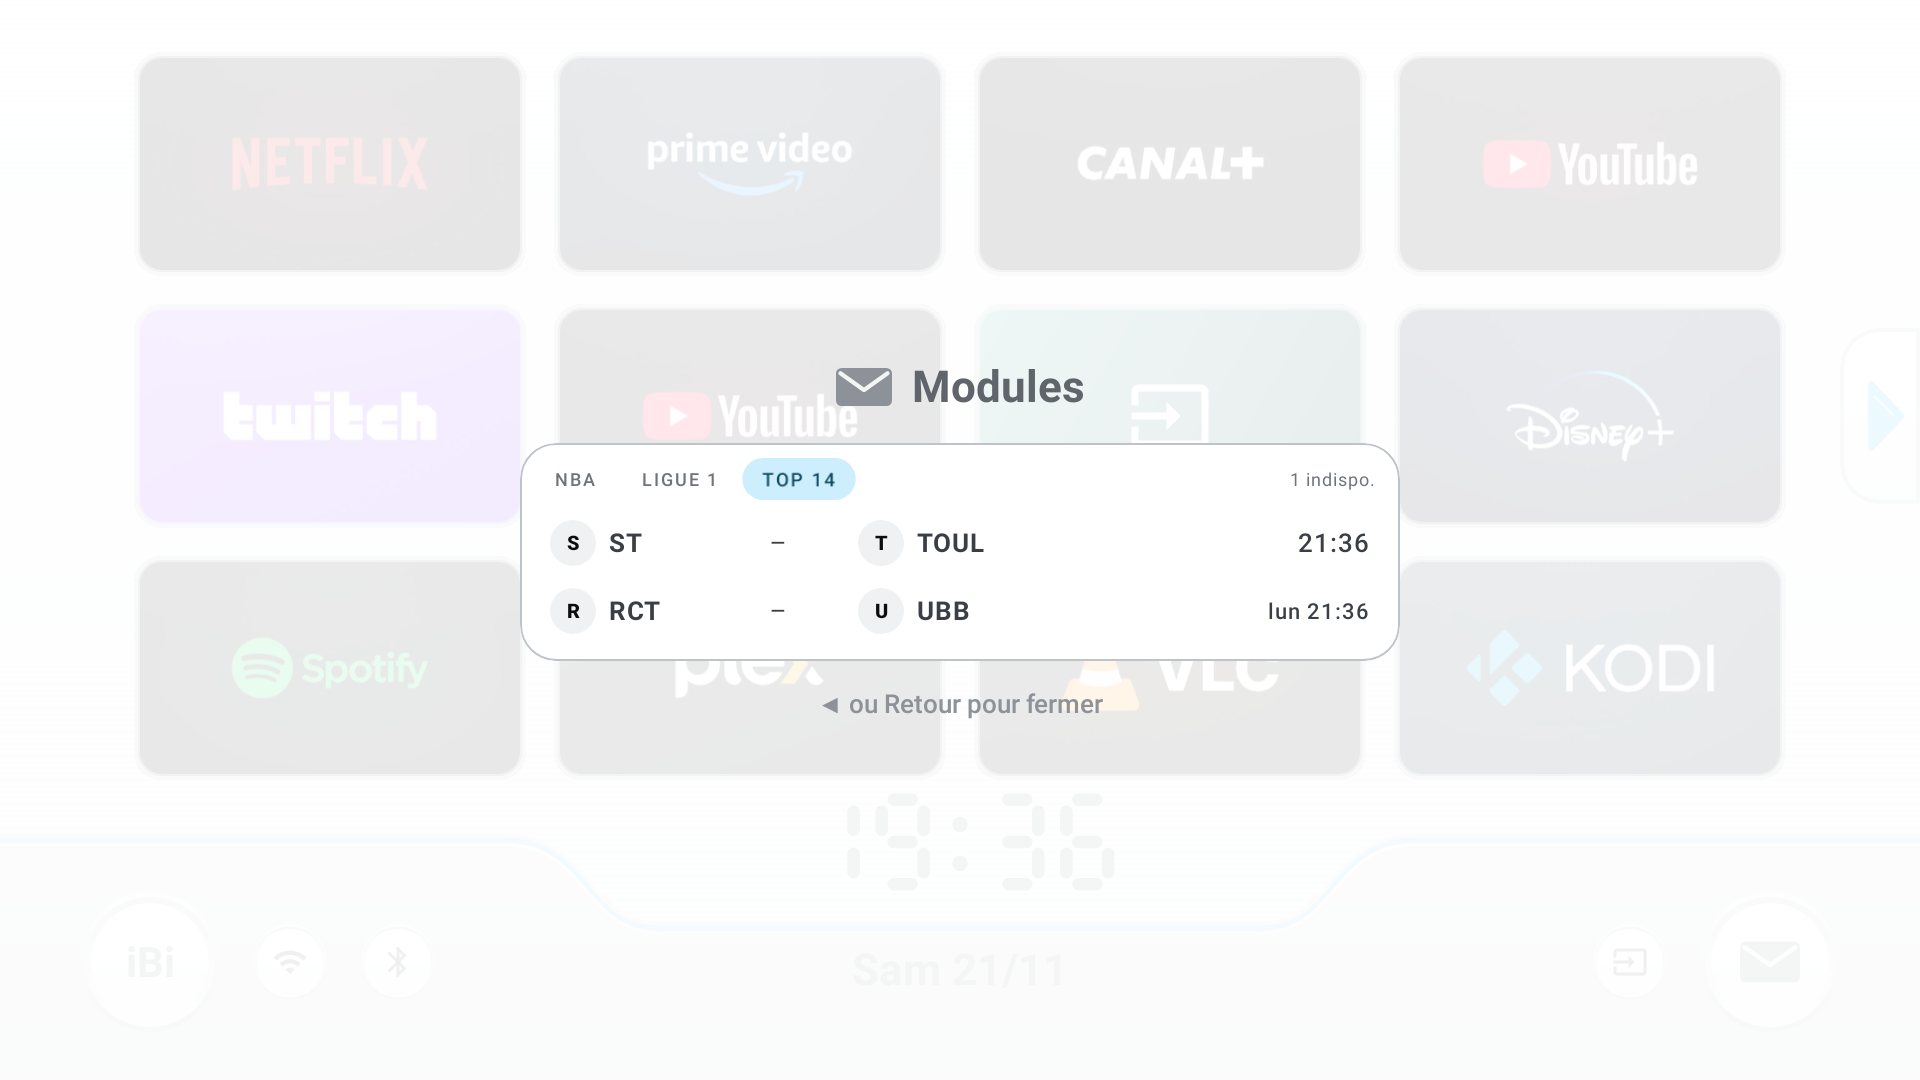 NETFLIX
prime video
CANAL+
YouTube
twitch
YouTube
Disney+
Modules
NBA LIGUE 1 TOP 14 1 indispo.
S ST – T TOUL 21:36
R RCT – U UBB lun 21:36
Spotify
plex
VLC
KODI
◄ ou Retour pour fermer
19:36
iBi
Sam 21/11